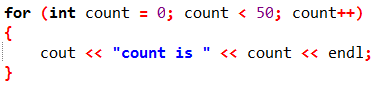 for (int count = 0; count < 50; count++)
{
    cout << "count is " << count << endl;
}